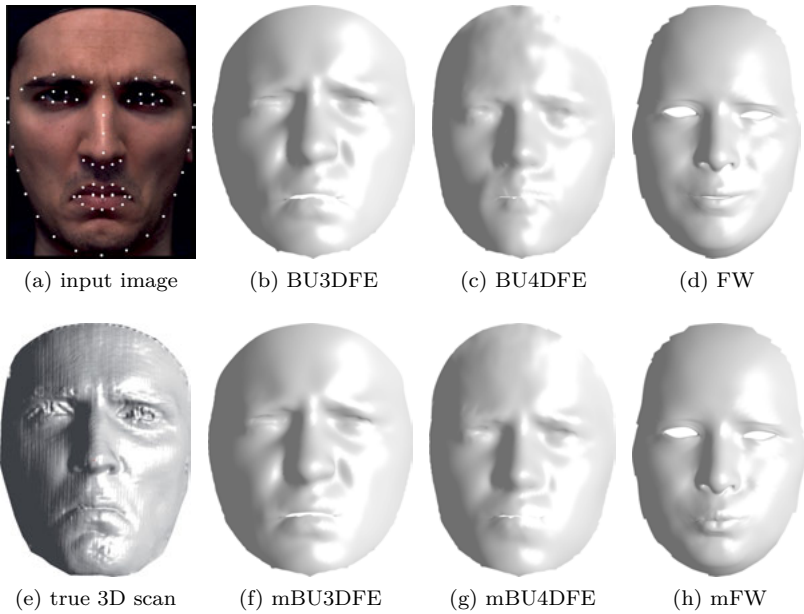 (a) input image
(b) BU3DFE
(c) BU4DFE
(d) FW
(e) true 3D scan
(f) mBU3DFE
(g) mBU4DFE
(h) mFW